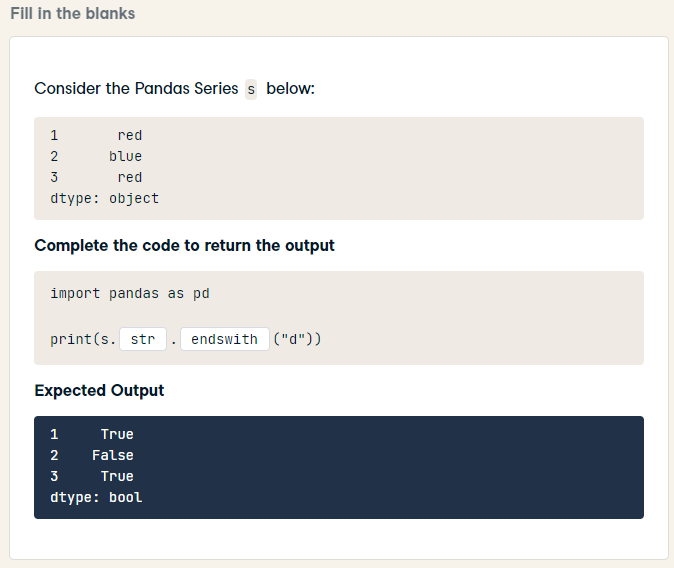 Fill in the blanks
Consider the Pandas Series s below:
1       red
2      blue
3       red
dtype: object
Complete the code to return the output
import pandas as pd
print(s. str . endswith ("d"))
Expected Output
1     True
2    False
3     True
dtype: bool